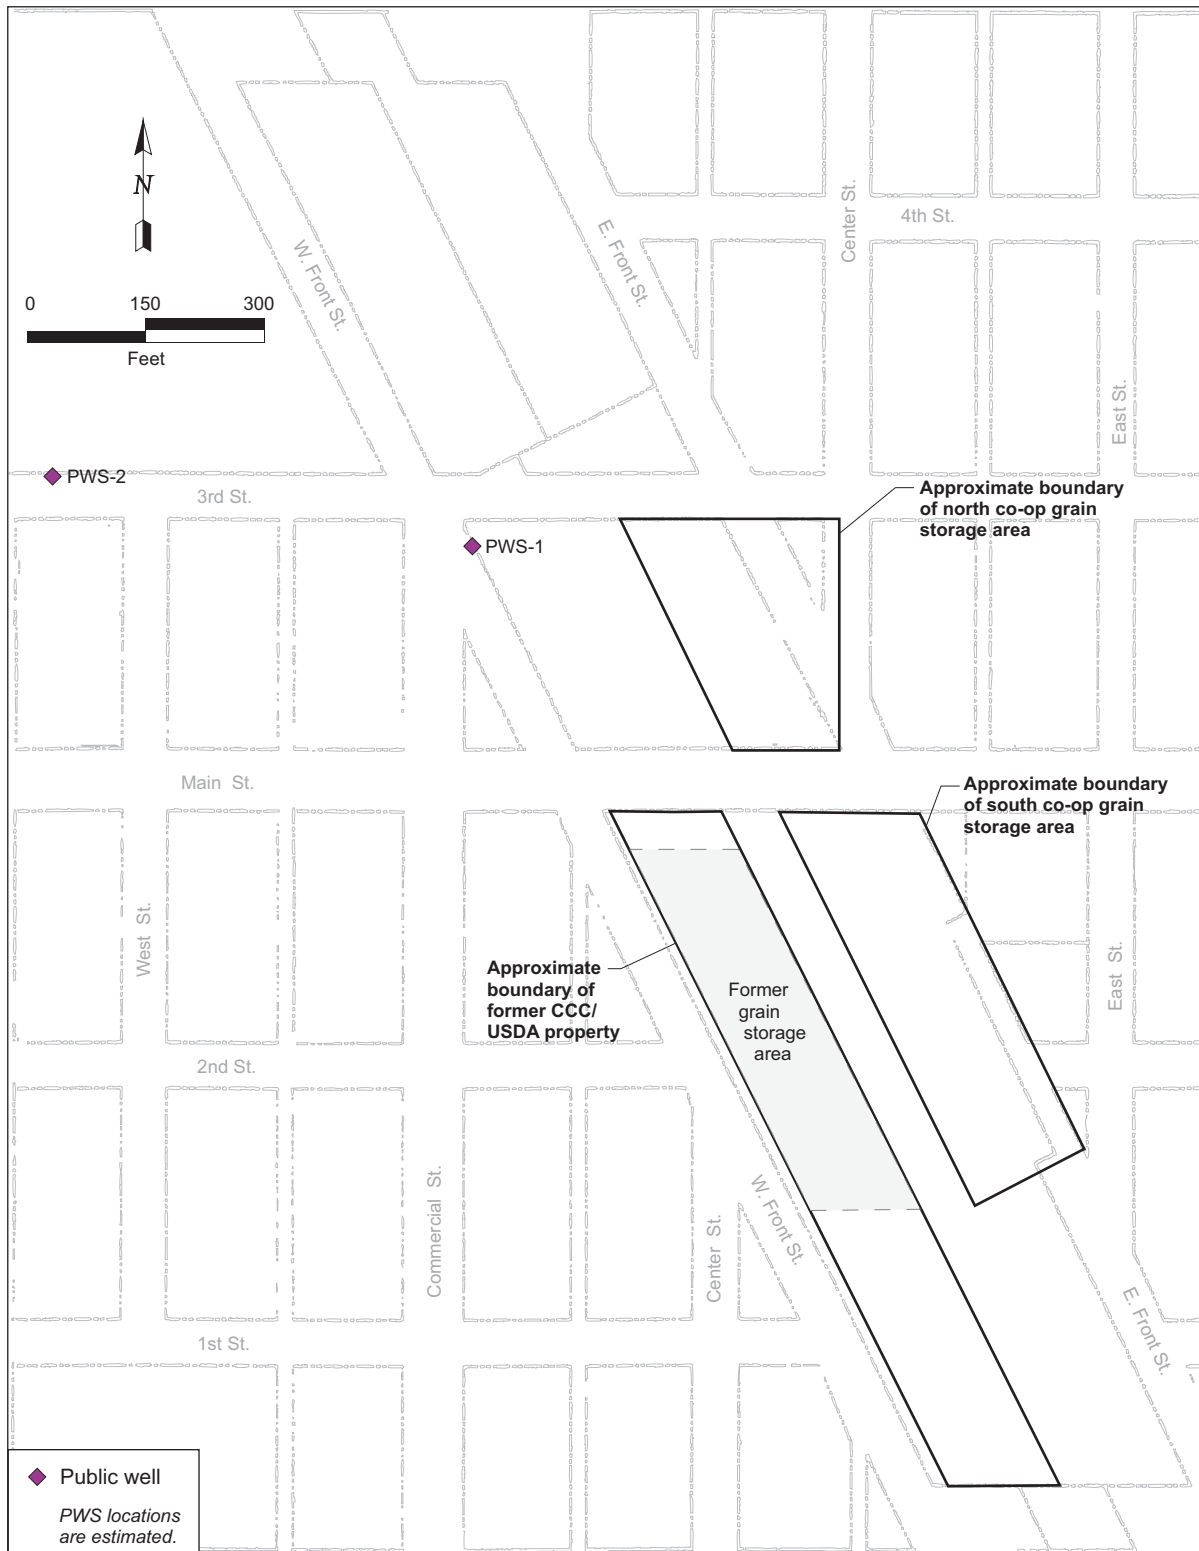 Center St.
4th St.
E. Front St.
W. Front St.
N
0 150 300
Feet
East St.
PWS-2
3rd St.
Approximate boundary
of north co-op grain
storage area
PWS-1
Main St.
Approximate boundary
of south co-op grain
storage area
West St.
East St.
Approximate
boundary of
former CCC/
USDA property
Former
grain
storage
area
2nd St.
Commercial St.
Center St.
W. Front St.
E. Front St.
1st St.
Public well
PWS locations
are estimated.